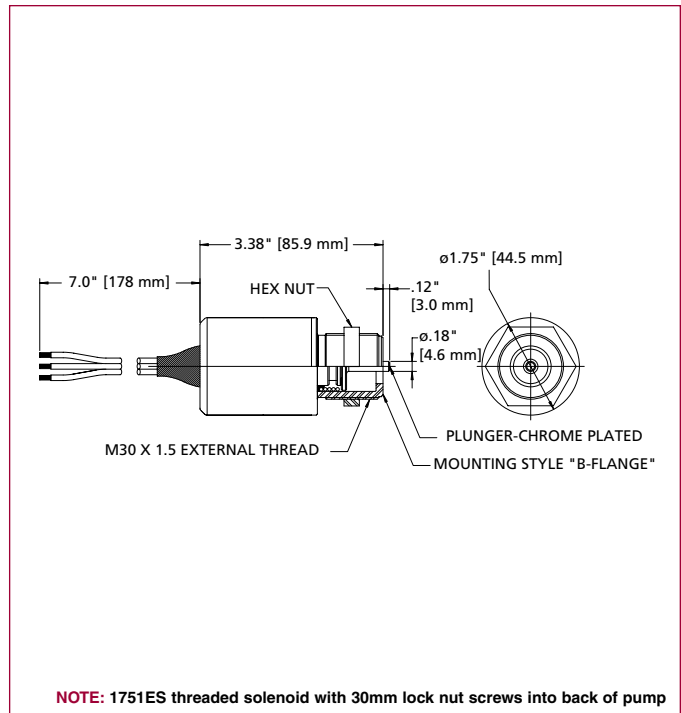 3.38" [85.9 mm]
ø1.75" [44.5 mm]
7.0" [178 mm]
HEX NUT
.12"
[3.0 mm]
ø.18"
[4.6 mm]
PLUNGER-CHROME PLATED
M30 X 1.5 EXTERNAL THREAD
MOUNTING STYLE "B-FLANGE"
NOTE: 1751ES threaded solenoid with 30mm lock nut screws into back of pump